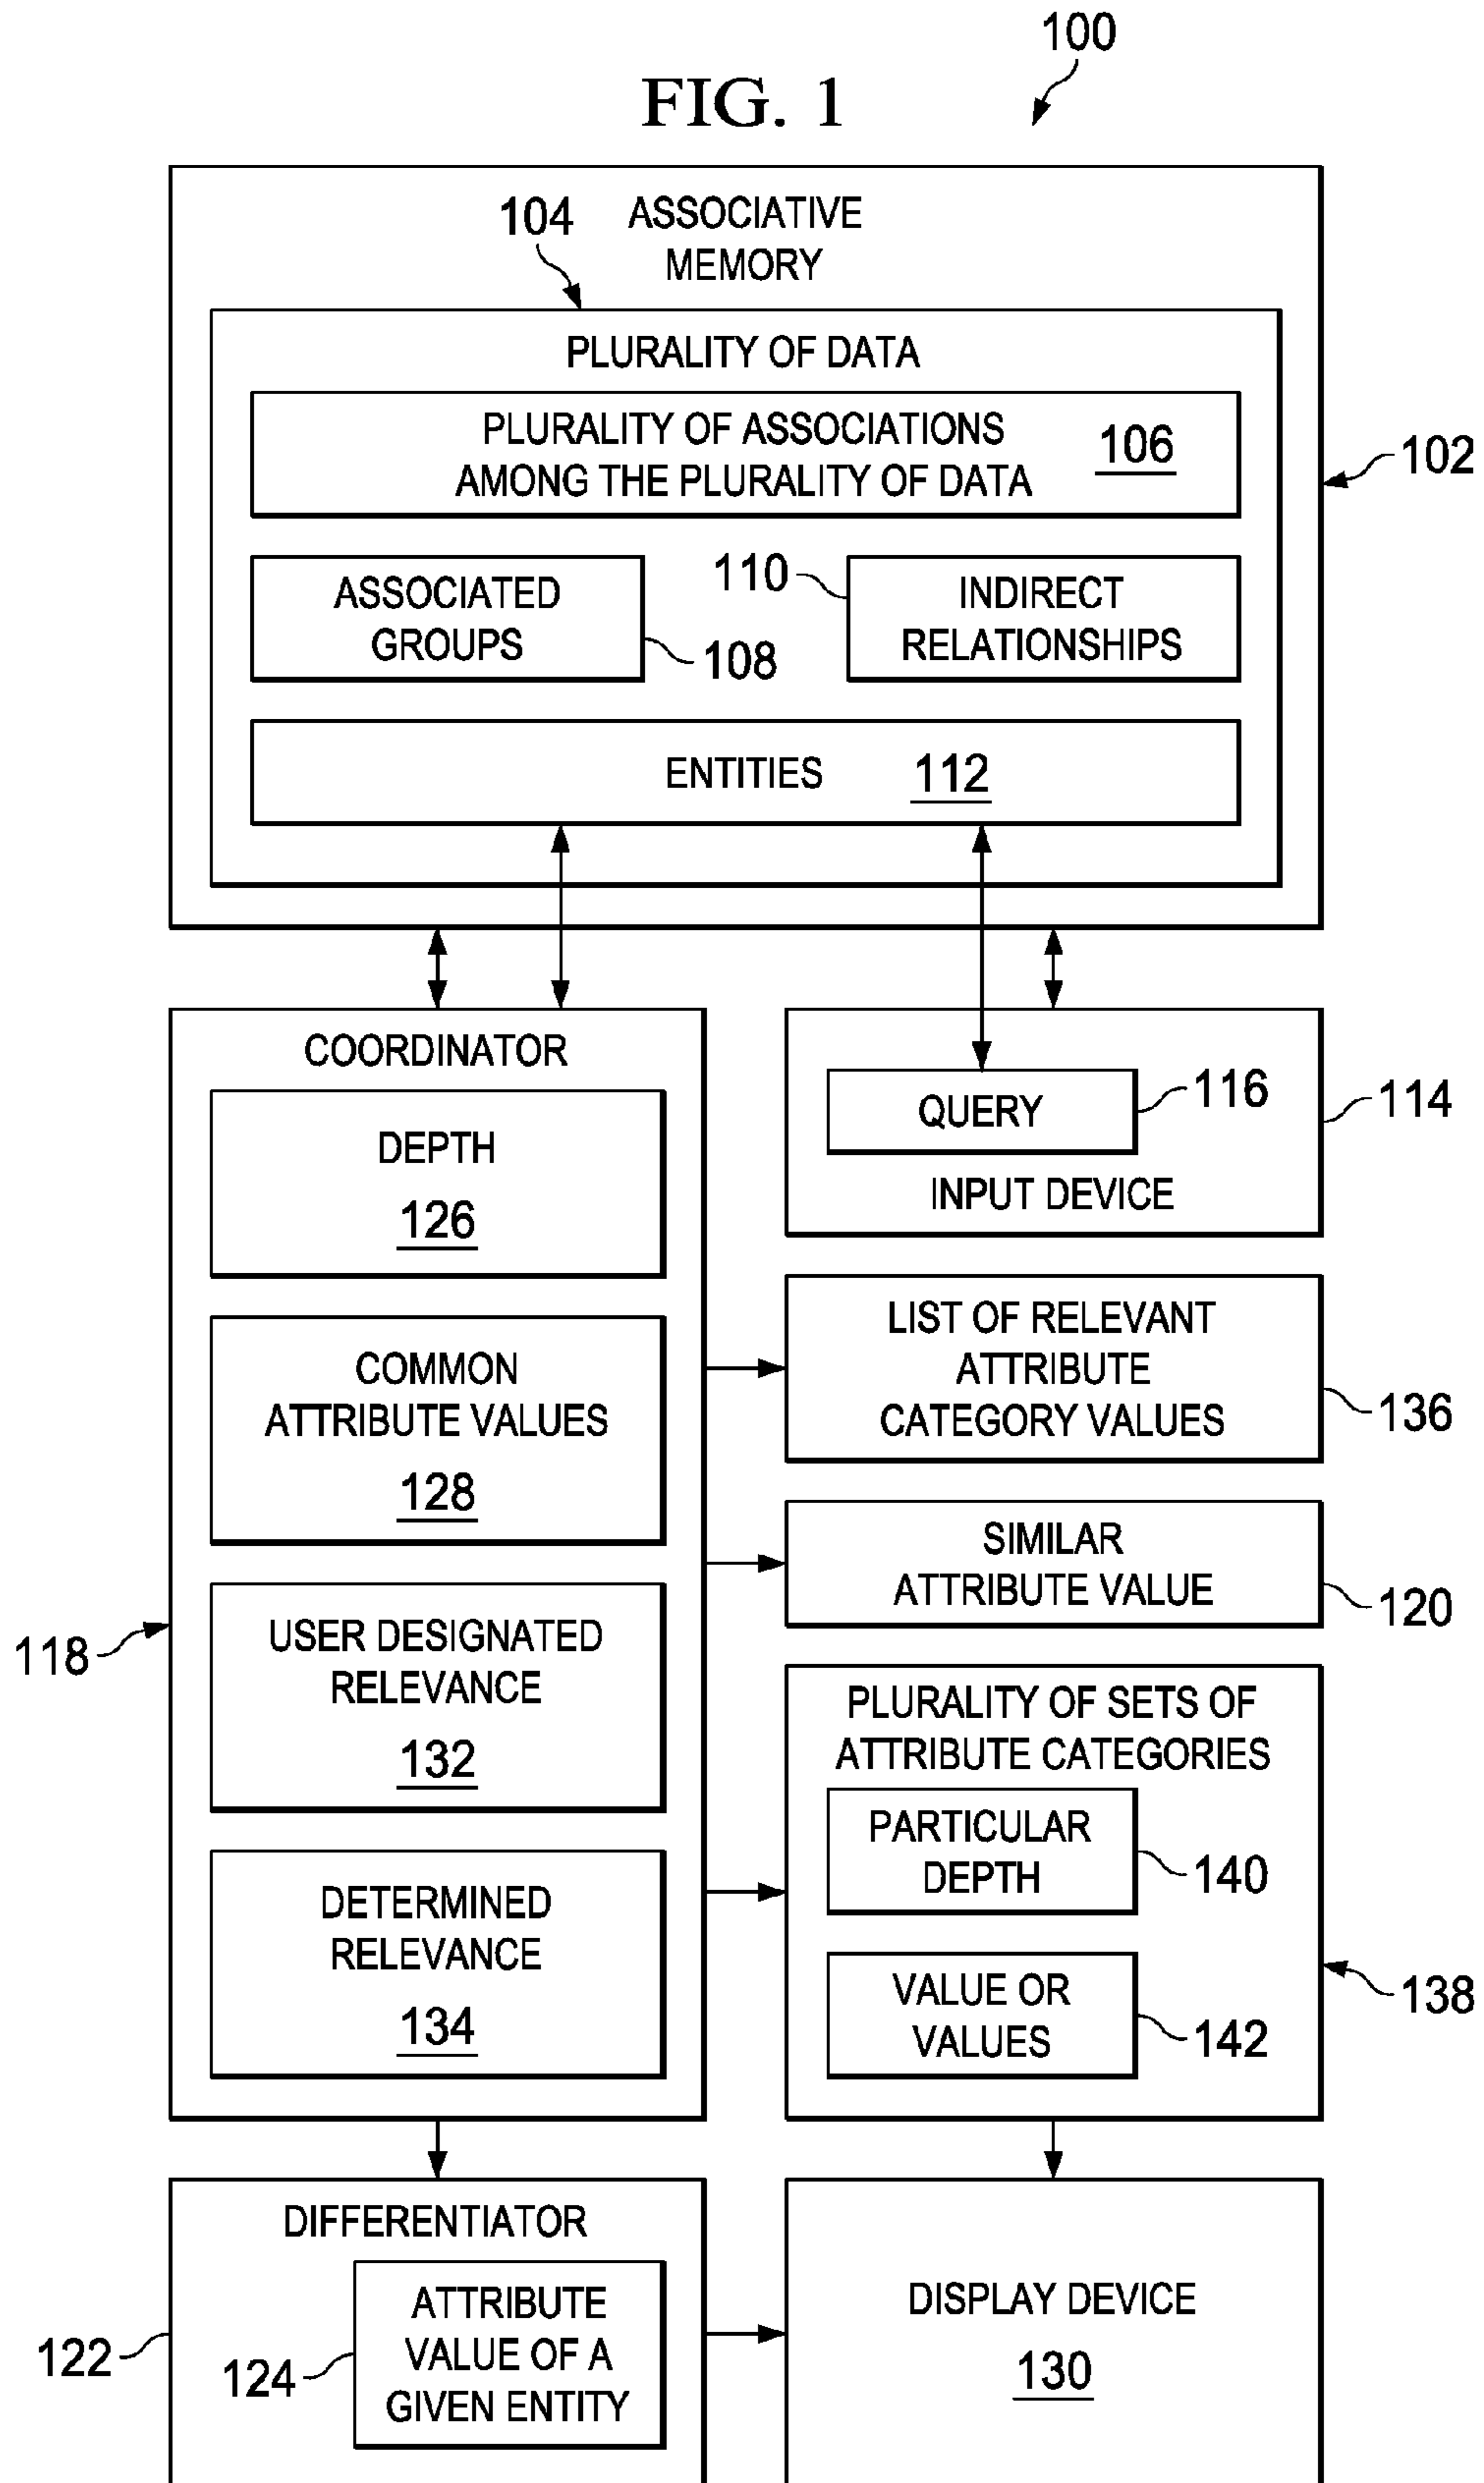 100
FIG. 1
104
ASSOCIATIVE
MEMORY
PLURALITY OF DATA
PLURALITY OF ASSOCIATIONS
AMONG THE PLURALITY OF DATA
106
102
ASSOCIATED
GROUPS
108
110
INDIRECT
RELATIONSHIPS
ENTITIES 112
COORDINATOR
DEPTH
126
QUERY
116
INPUT DEVICE
114
COMMON
ATTRIBUTE VALUES
128
LIST OF RELEVANT
ATTRIBUTE
CATEGORY VALUES
136
SIMILAR
ATTRIBUTE VALUE
120
118
USER DESIGNATED
RELEVANCE
132
DETERMINED
RELEVANCE
134
PLURALITY OF SETS OF
ATTRIBUTE CATEGORIES
PARTICULAR
DEPTH
140
VALUE OR
VALUES
142
138
DIFFERENTIATOR
122
124
ATTRIBUTE
VALUE OF A
GIVEN ENTITY
DISPLAY DEVICE
130